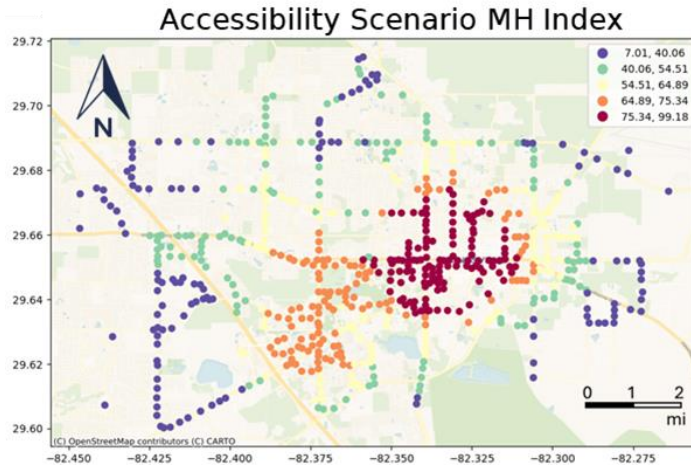 Accessibility Scenario MH Index
29.72
7.01, 40.06
40.06, 54.51
54.51, 64.89
64.89, 75.34
75.34, 99.18
29.70
N
29.68
29.66
29.64
29.62
0 1 2
mi
29.60
(C) OpenStreetMap contributors (C) CARTO
−82.450 −82.425 −82.400 −82.375 −82.350 −82.325 −82.300 −82.275